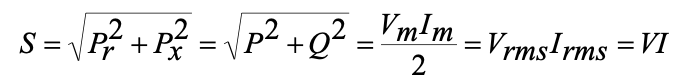 S = √(P_r^2 + P_x^2) = √(P^2 + Q^2) = V_m I_m / 2 = V_rms I_rms = VI